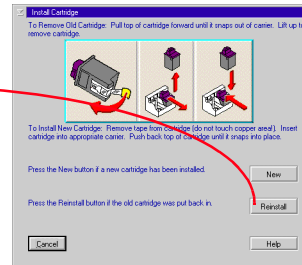 Install Cartridge
To Remove Old Cartridge: Pull top of cartridge forward until it snaps out of carrier. Lift up to
remove cartridge.
To Install New Cartridge: Remove tape from cartridge (do not touch copper area!). Insert
cartridge into appropriate carrier. Push back top of cartridge until it snaps into place.
Press the New button if a new cartridge has been installed.
New
Press the Reinstall button if the old cartridge was put back in.
Reinstall
Cancel
Help